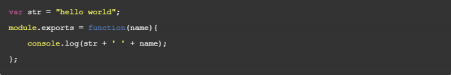 var str = "hello world";
module.exports = function(name){
    console.log(str + ' ' + name);
};